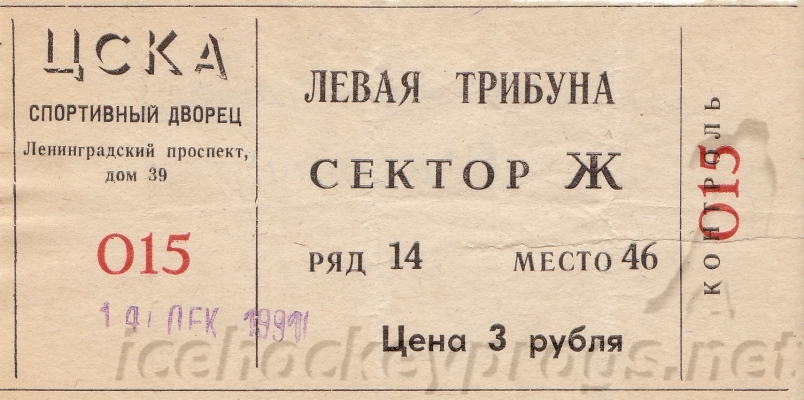 ЦСКА
СПОРТИВНЫЙ ДВОРЕЦ
Ленинградский проспект,
дом 39
015
ЛЕВАЯ ТРИБУНА
СЕКТОР Ж
РЯД 14 МЕСТО 46
Цена 3 рубля
КОНТРОЛЬ
015
icehockeyprogs.net